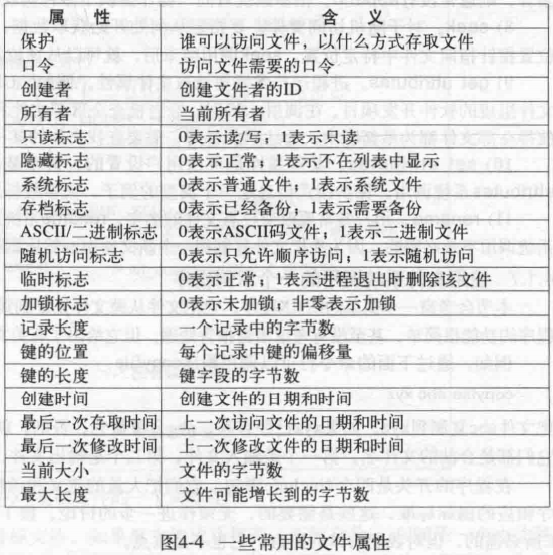 属 性 含 义
保护 谁可以访问文件，以什么方式存取文件
口令 访问文件需要的口令
创建者 创建文件者的ID
所有者 当前所有者
只读标志 0表示读/写；1表示只读
隐藏标志 0表示正常；1表示不在列表中显示
系统标志 0表示普通文件；1表示系统文件
存档标志 0表示已经备份；1表示需要备份
ASCII/二进制标志 0表示ASCII码文件，1表示二进制文件
随机访问标志 0表示只允许顺序访问；1表示随机访问
临时标志 0表示正常；1表示进程退出时删除该文件
加锁标志 0表示未加锁；非零表示加锁
记录长度 一个记录中的字节数
键的位置 每个记录中键的偏移量
键的长度 键字段的字节数
创建时间 创建文件的日期和时间
最后一次存取时间 上一次访问文件的日期和时间
最后一次修改时间 上一次修改文件的日期和时间
当前大小 文件的字节数
最大长度 文件可能增长到的字节数
图4-4 一些常用的文件属性